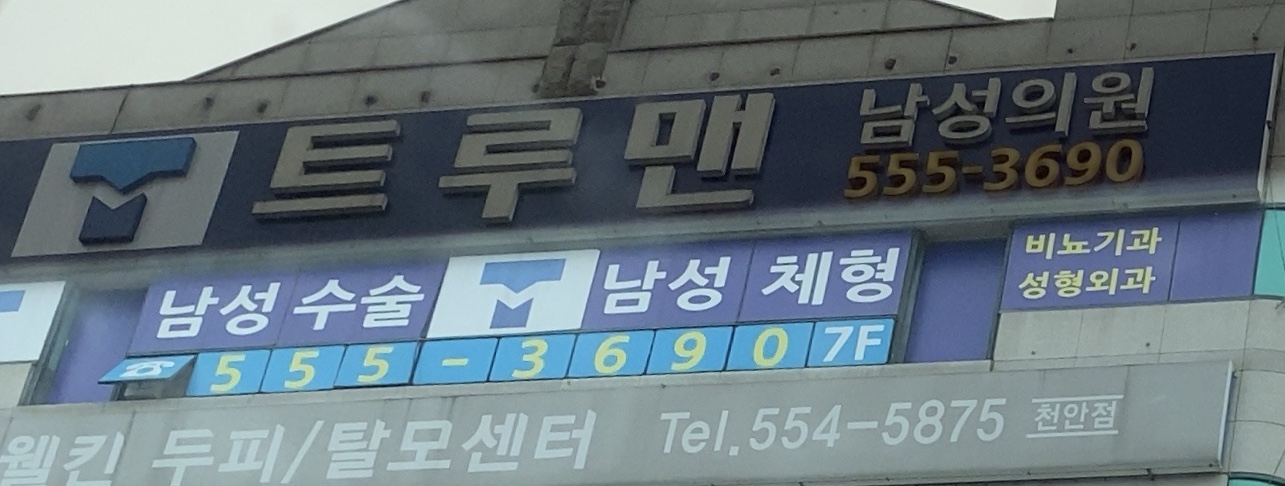 트루맨 남성의원
555-3690
남성 수술 남성 체형
☎ 555-3690 7F
비뇨기과
성형외과
웰킨 두피/탈모센터 Tel.554-5875 천안점